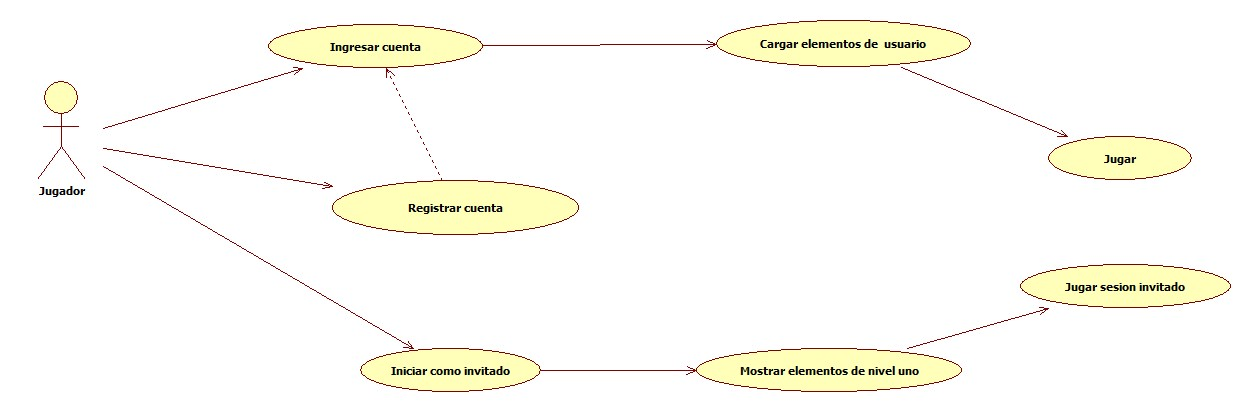 Ingresar cuenta
Cargar elementos de usuario
Jugar
Jugador
Registrar cuenta
Jugar sesion invitado
Iniciar como invitado
Mostrar elementos de nivel uno